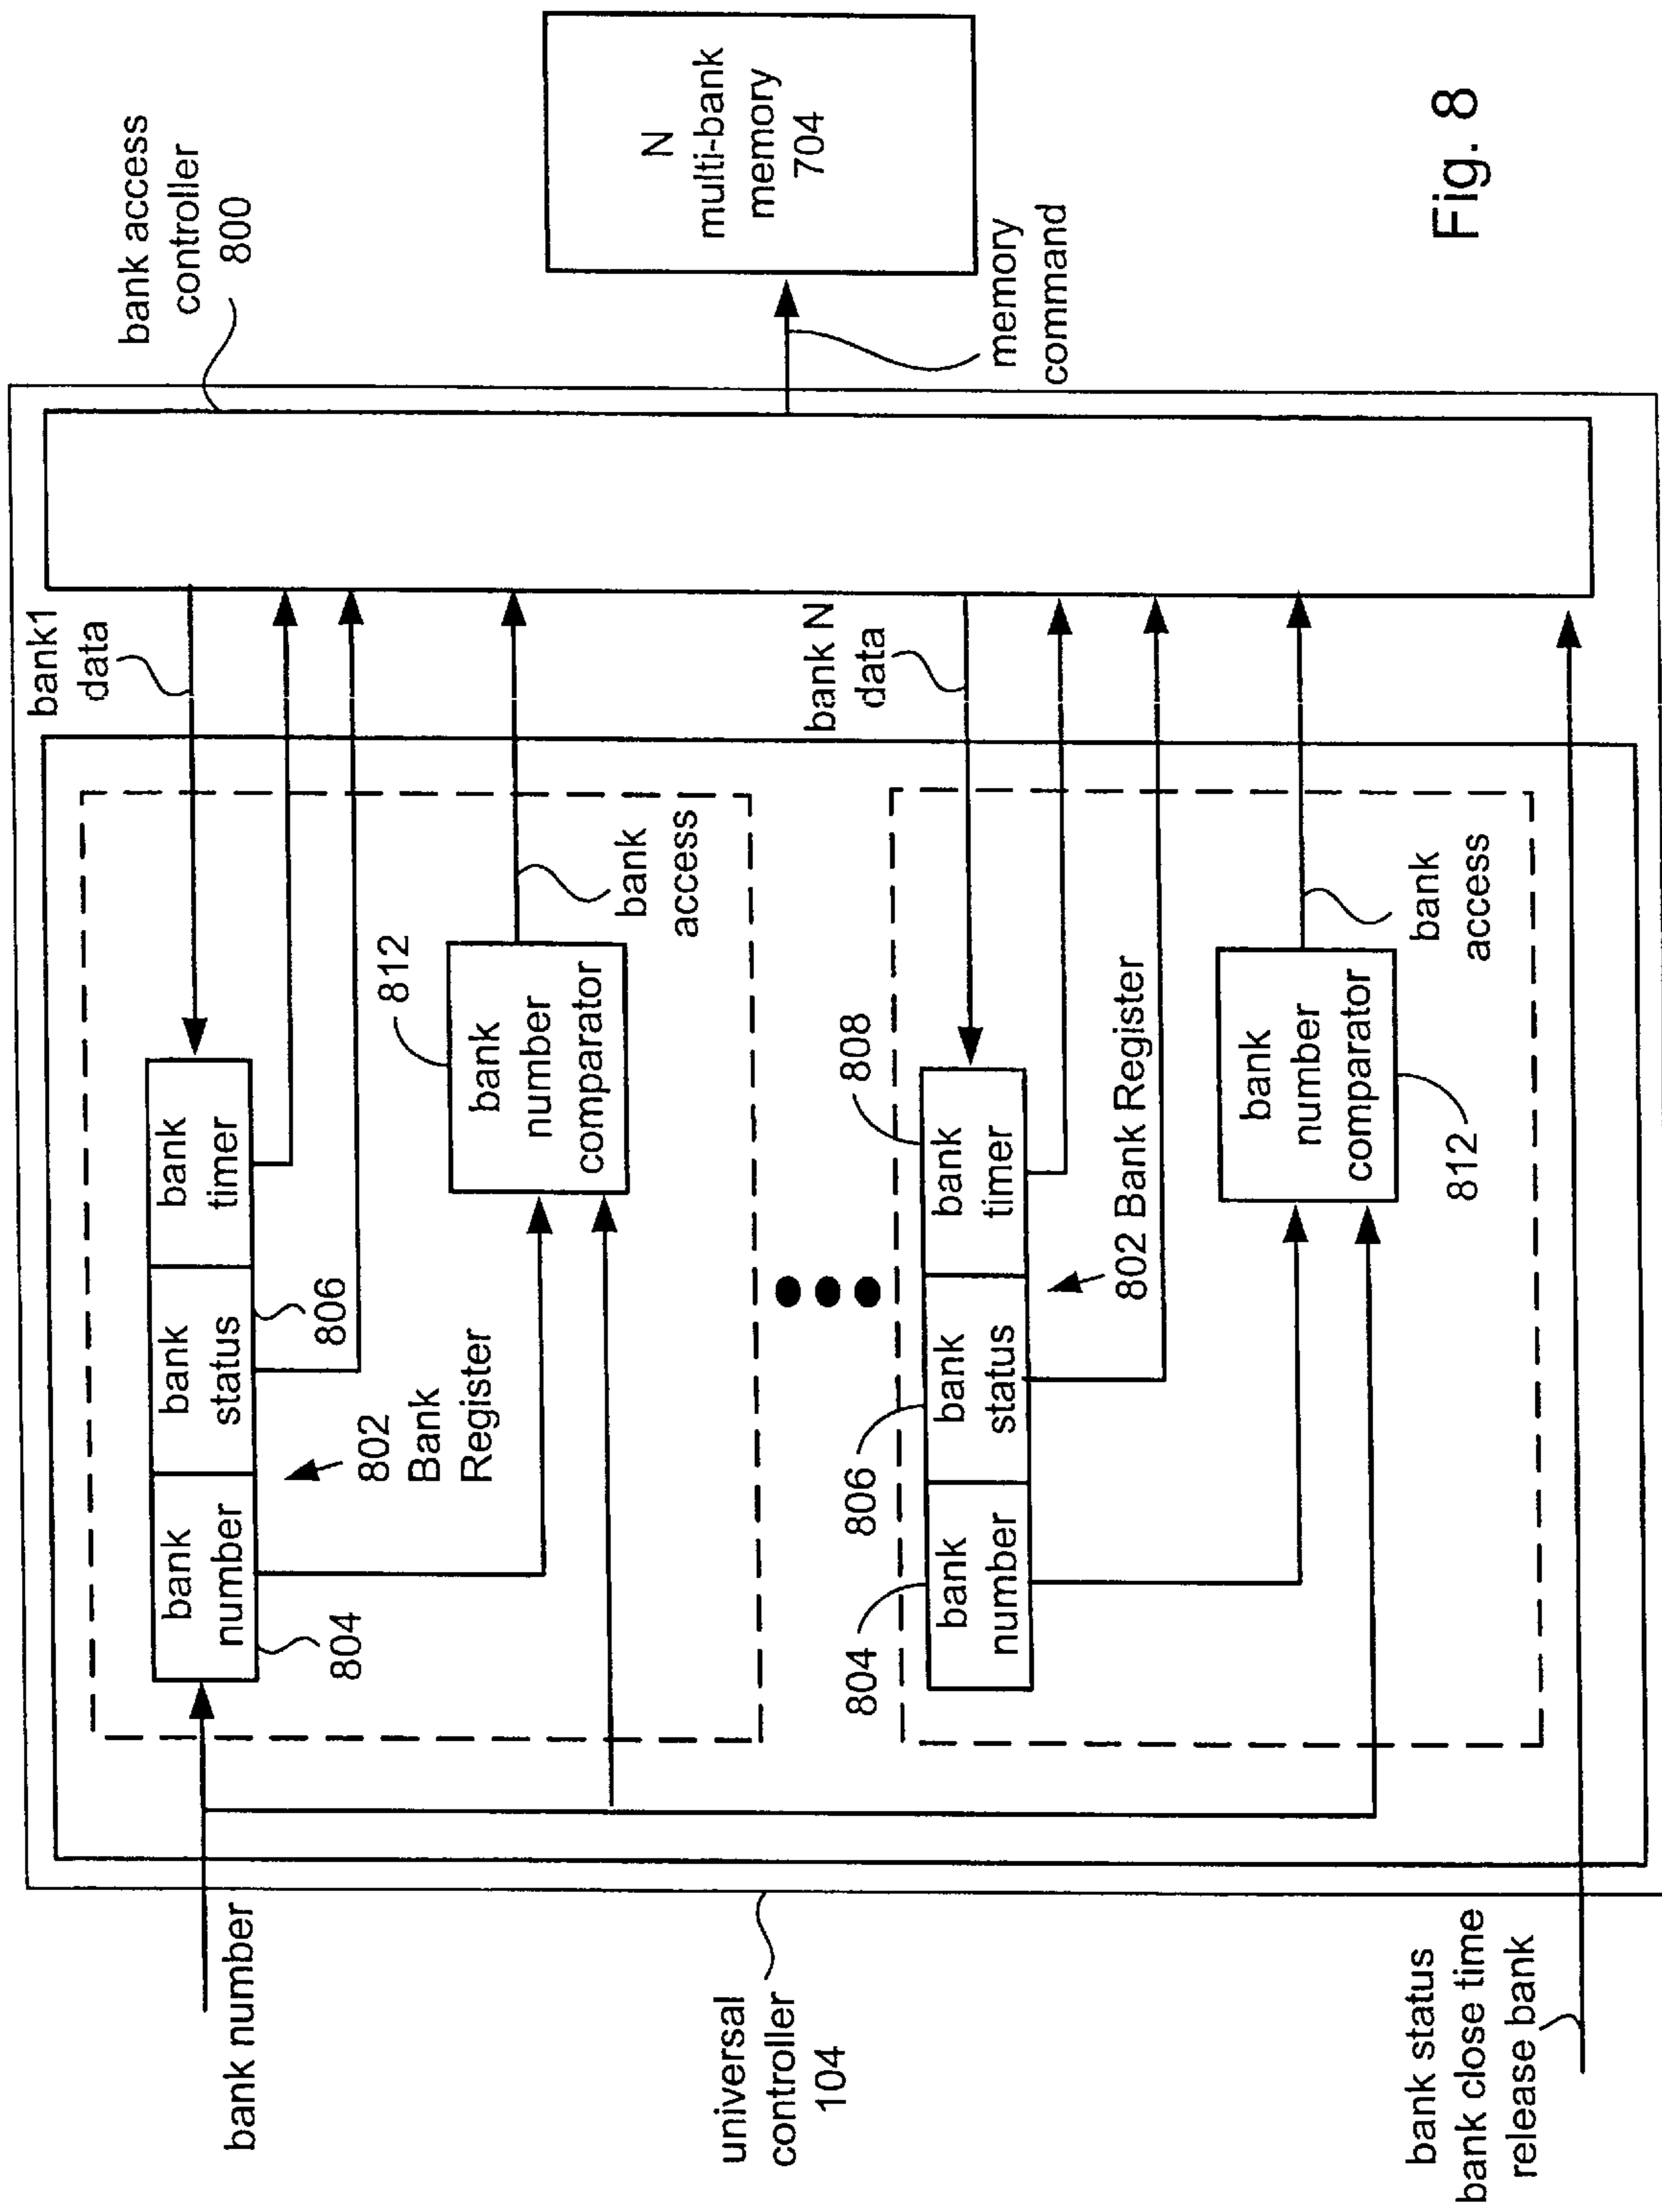 bank number
universal
controller
104
bank status
bank close time
release bank
bank
number
804
bank
status
806
bank
timer
802
Bank
Register
812
bank
number
comparator
bank
access
bank1
data
804
bank
number
806
bank
status
808
bank
timer
802 Bank Register
bank
number
comparator
812
bank
access
bank N
data
bank access
controller
800
memory
command
N
multi-bank
memory
704
Fig. 8